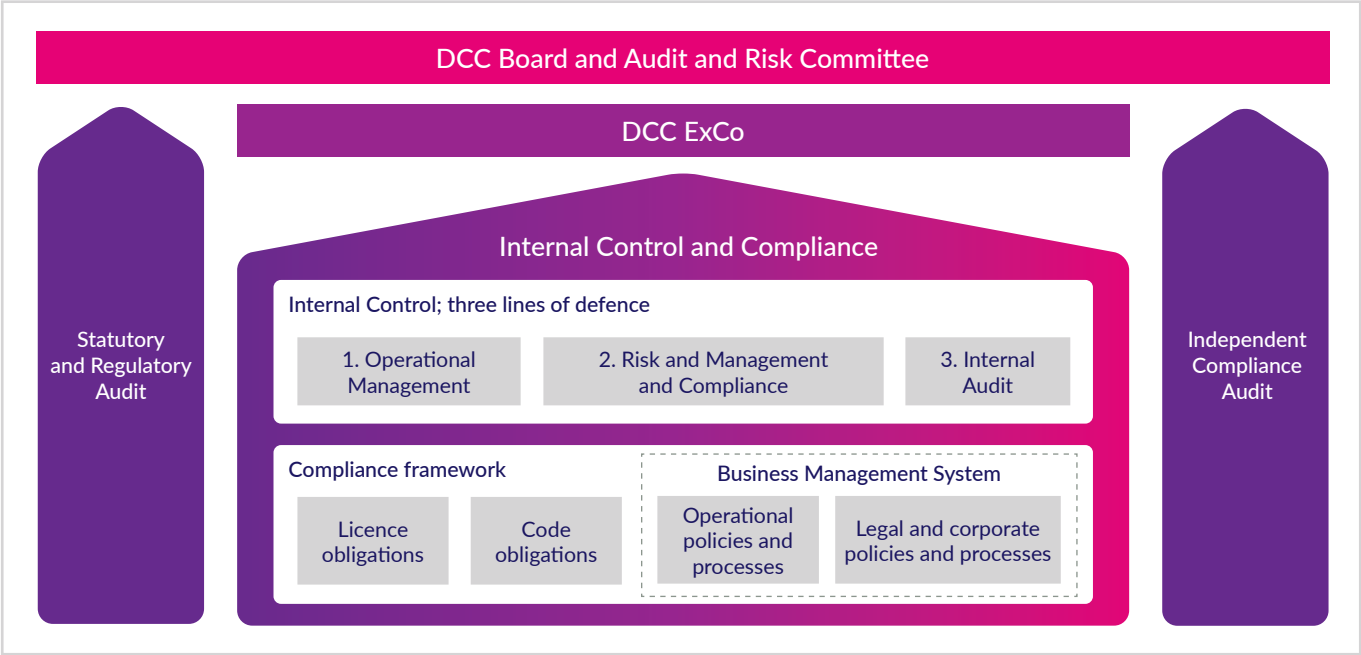 DCC Board and Audit and Risk Committee
DCC ExCo
Statutory
and Regulatory
Audit
Internal Control and Compliance
Internal Control; three lines of defence
1. Operational
Management
2. Risk and Management
and Compliance
3. Internal
Audit
Compliance framework
Licence
obligations
Code
obligations
Business Management System
Operational
policies and
processes
Legal and corporate
policies and processes
Independent
Compliance
Audit